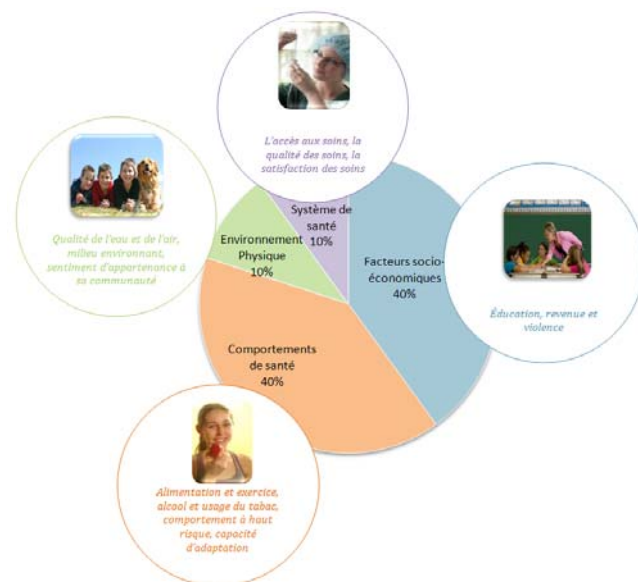 L'accès aux soins, la
qualité des soins, la
satisfaction des soins
Système de
santé
10%
Qualité de l'eau et de l'air,
milieu environnant,
sentiment d'appartenance à
sa communauté
Environnement
Physique
10%
Facteurs socio-
économiques
40%
Éducation, revenue et
violence
Comportements
de santé
40%
Alimentation et exercice,
alcool et usage du tabac,
comportement à haut
risque, capacité
d'adaptation